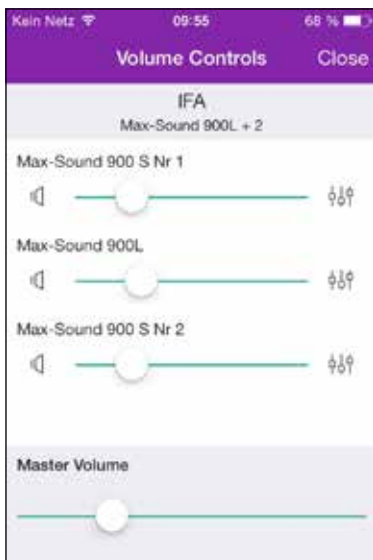 Kein Netz 09:55 68 %
Volume Controls Close
IFA
Max-Sound 900L + 2
Max-Sound 900 S Nr 1
Max-Sound 900L
Max-Sound 900 S Nr 2
Master Volume